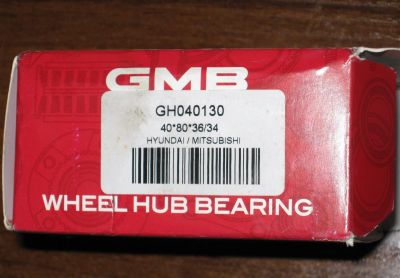 GMB
GH040130
40*80*36/34
HYUNDAI / MITSUBISHI
WHEEL HUB BEARING